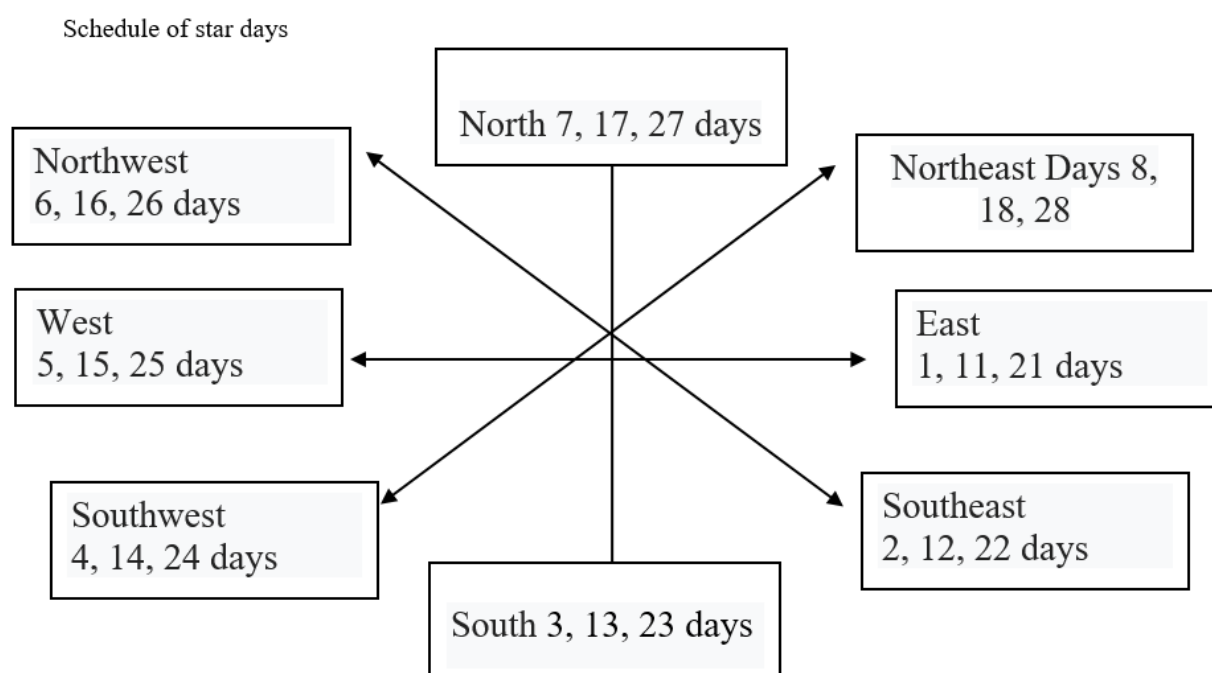 Schedule of star days
North 7, 17, 27 days
Northwest
6, 16, 26 days
Northeast Days 8,
18, 28
West
5, 15, 25 days
East
1, 11, 21 days
Southwest
4, 14, 24 days
Southeast
2, 12, 22 days
South 3, 13, 23 days